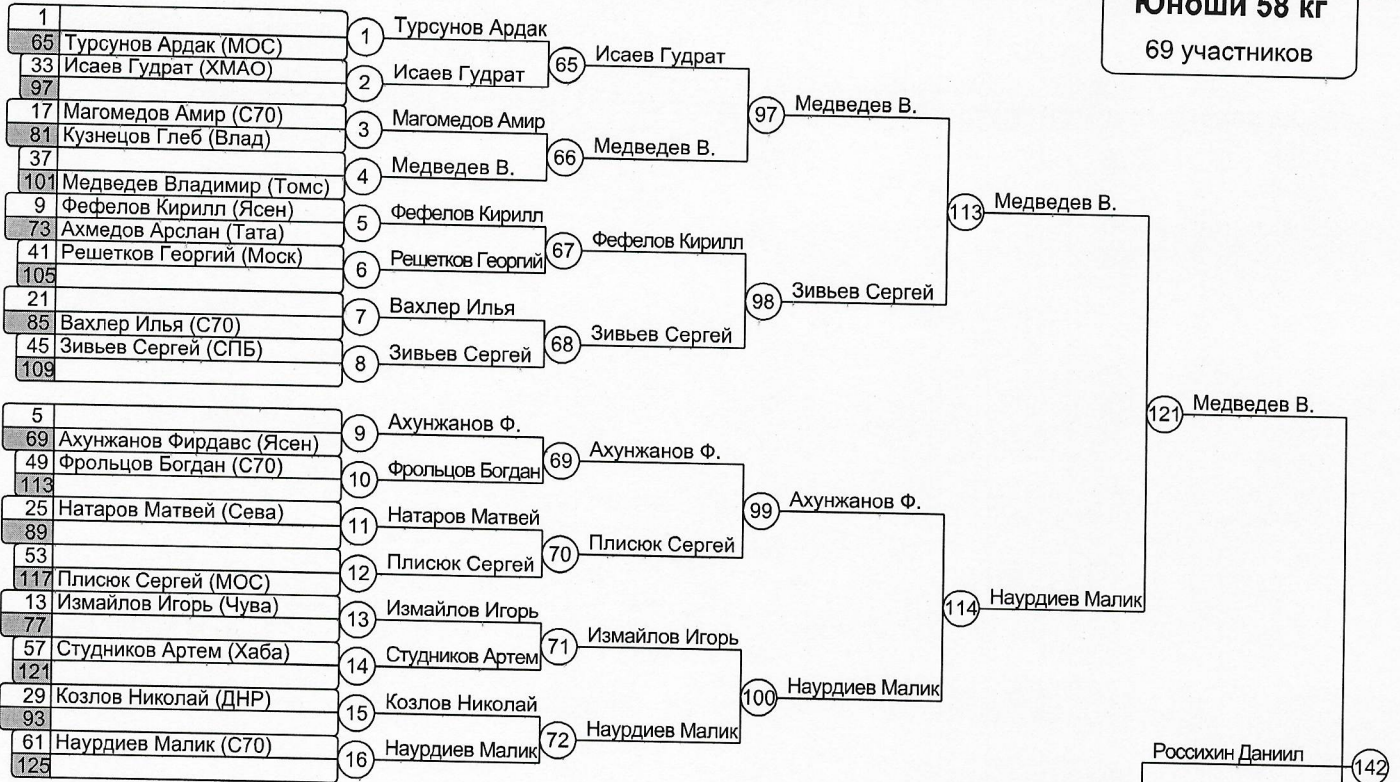 Юноши 58 кг
69 участников
1
65 Турсунов Ардак (МОС)
33 Исаев Гудрат (ХМАО)
97
17 Магомедов Амир (С70)
81 Кузнецов Глеб (Влад)
37
101 Медведев Владимир (Томс)
9 Фефелов Кирилл (Ясен)
73 Ахмедов Арслан (Тата)
41 Решетков Георгий (Моск)
105
21
85 Вахлер Илья (С70)
45 Зивьев Сергей (СПБ)
109
5
69 Ахунжанов Фирдавс (Ясен)
49 Фрольцов Богдан (С70)
113
25 Натаров Матвей (Сева)
89
53
117 Плисюк Сергей (МОС)
13 Измайлов Игорь (Чува)
77
57 Студников Артем (Хаба)
121
29 Козлов Николай (ДНР)
93
61 Наурдиев Малик (С70)
125
1 Турсунов Ардак
2 Исаев Гудрат
3 Магомедов Амир
4 Медведев В.
5 Фефелов Кирилл
6 Решетков Георгий
7 Вахлер Илья
8 Зивьев Сергей
9 Ахунжанов Ф.
10 Фрольцов Богдан
11 Натаров Матвей
12 Плисюк Сергей
13 Измайлов Игорь
14 Студников Артем
15 Козлов Николай
16 Наурдиев Малик
65 Исаев Гудрат
66 Медведев В.
67 Фефелов Кирилл
68 Зивьев Сергей
69 Ахунжанов Ф.
70 Плисюк Сергей
71 Измайлов Игорь
72 Наурдиев Малик
97 Медведев В.
98 Зивьев Сергей
99 Ахунжанов Ф.
100 Наурдиев Малик
113 Медведев В.
114 Наурдиев Малик
121 Медведев В.
Россихин Даниил
142